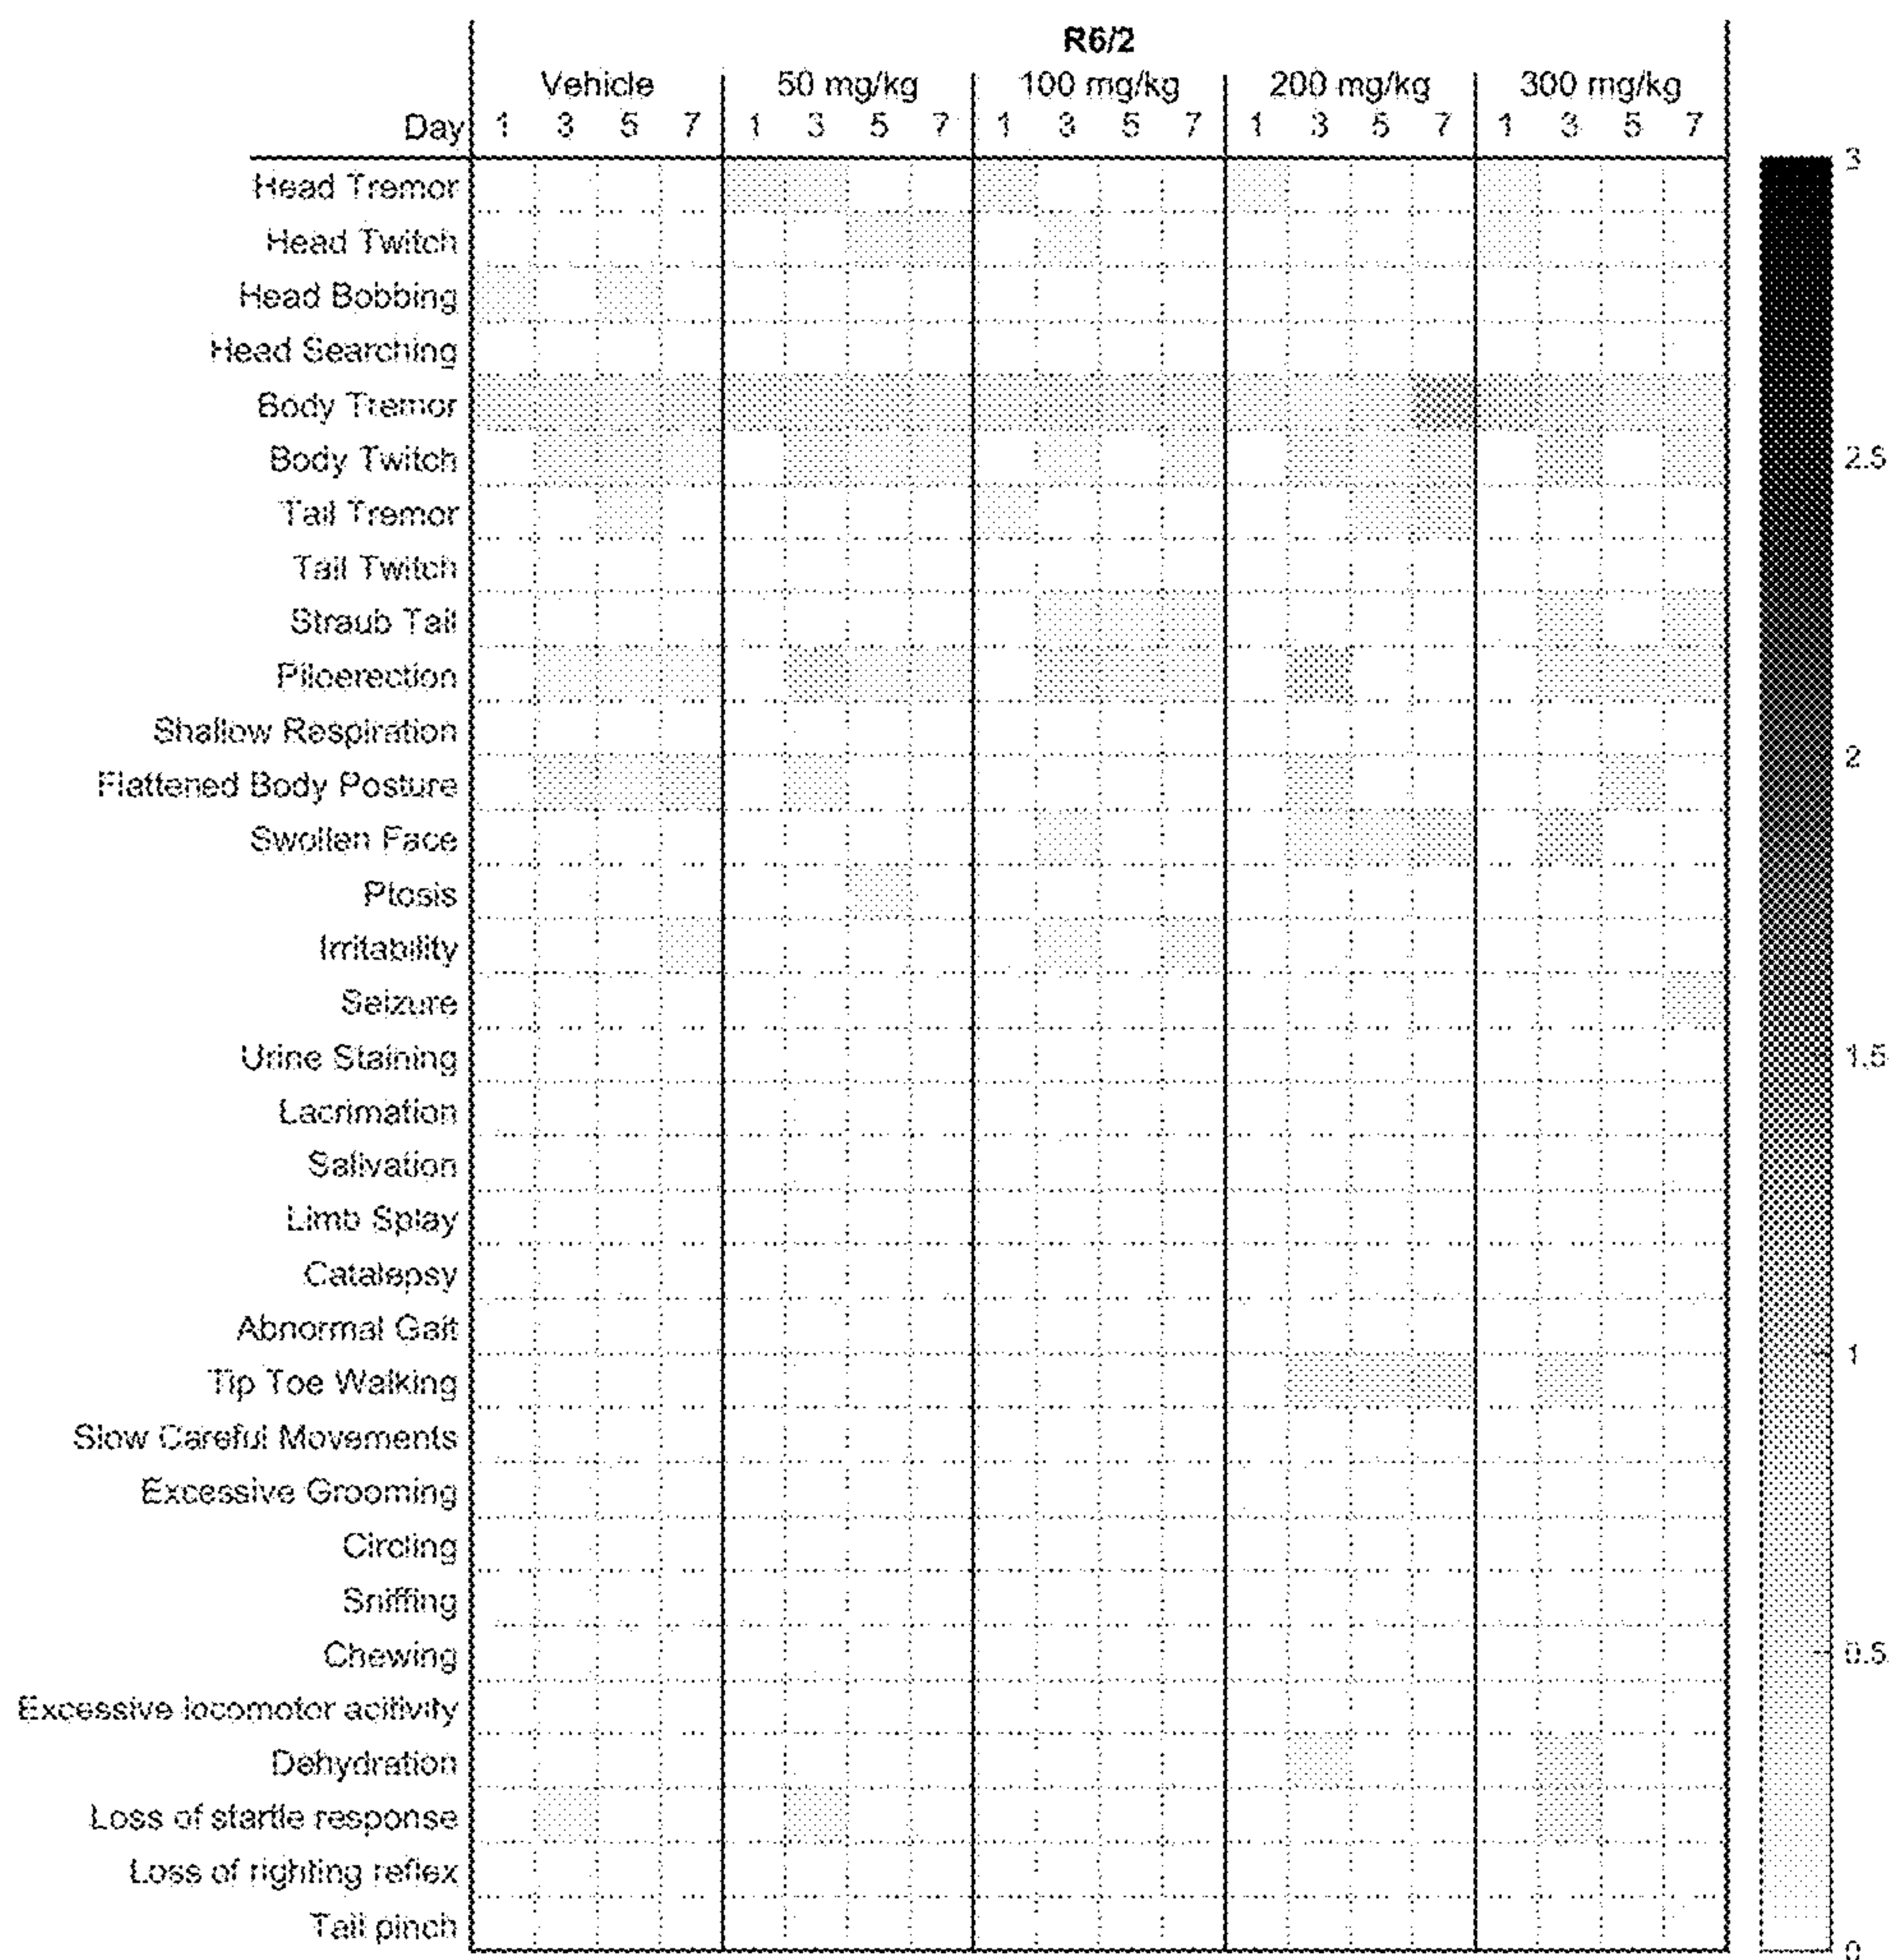 R6/2
Vehicle 50 mg/kg 100 mg/kg 200 mg/kg 300 mg/kg
Day 1 3 5 7 1 3 5 7 1 3 5 7 1 3 5 7 1 3 5 7
Head Tremor
Head Twitch
Head Bobbing
Head Searching
Body Tremor
Body Twitch
Tail Tremor
Tail Twitch
Straub Tail
Piloerection
Shallow Respiration
Flattened Body Posture
Swollen Face
Ptosis
Irritability
Seizure
Urine Staining
Lacrimation
Salivation
Limb Splay
Catalepsy
Abnormal Gait
Tip Toe Walking
Slow Careful Movements
Excessive Grooming
Circling
Sniffing
Chewing
Excessive locomotor acitivity
Dehydration
Loss of startle response
Loss of righting reflex
Tail pinch
3
2.5
2
1.5
1
0.5
0